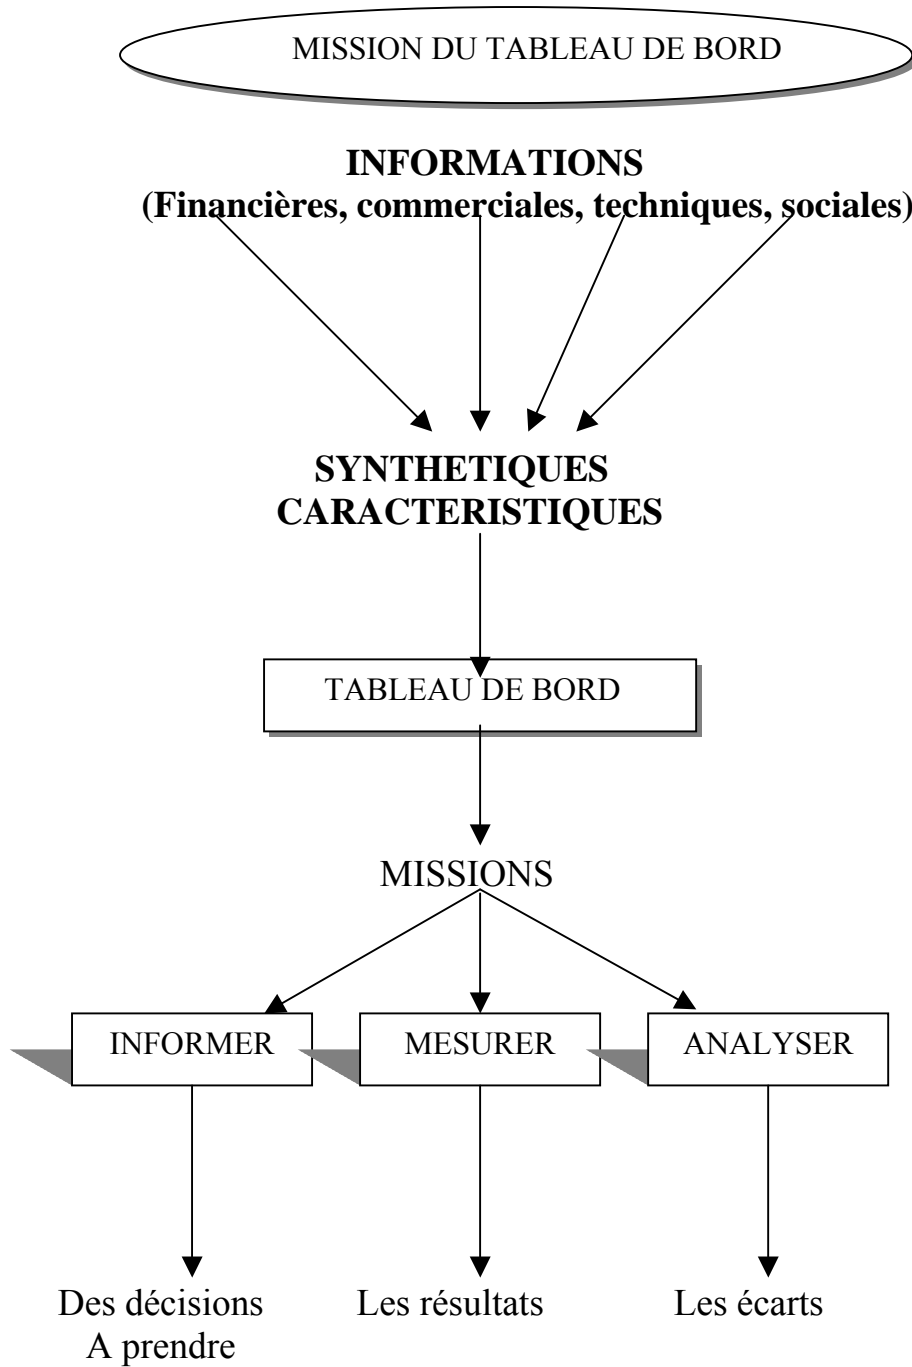 MISSION DU TABLEAU DE BORD
INFORMATIONS
(Financières, commerciales, techniques, sociales)
SYNTHETIQUES
CARACTERISTIQUES
TABLEAU DE BORD
MISSIONS
INFORMER
MESURER
ANALYSER
Des décisions
A prendre
Les résultats
Les écarts